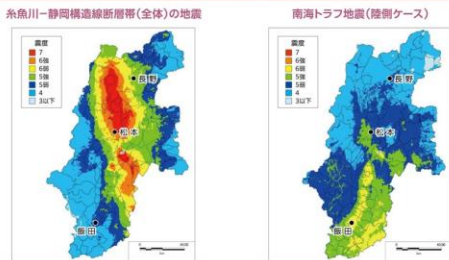 糸魚川－静岡構造線断層帯(全体)の地震
震度
7
6強
6弱
5強
5弱
4
3以下
長野
松本
飯田
南海トラフ地震(陸側ケース)
震度
7
6強
6弱
5強
5弱
4
3以下
長野
松本
飯田